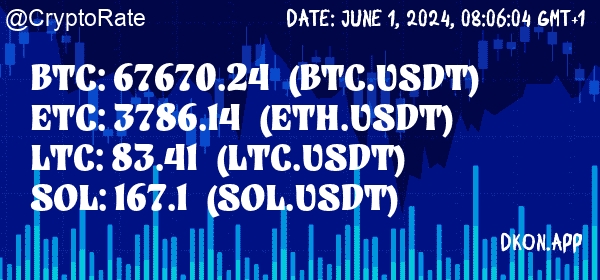 @CryptoRate
DATE: JUNE 1, 2024, 08:06:04 GMT+1
BTC: 67670.24 (BTC.USDT)
ETC: 3786.14 (ETH.USDT)
LTC: 83.41 (LTC.USDT)
SOL: 167.1 (SOL.USDT)
DKON.APP